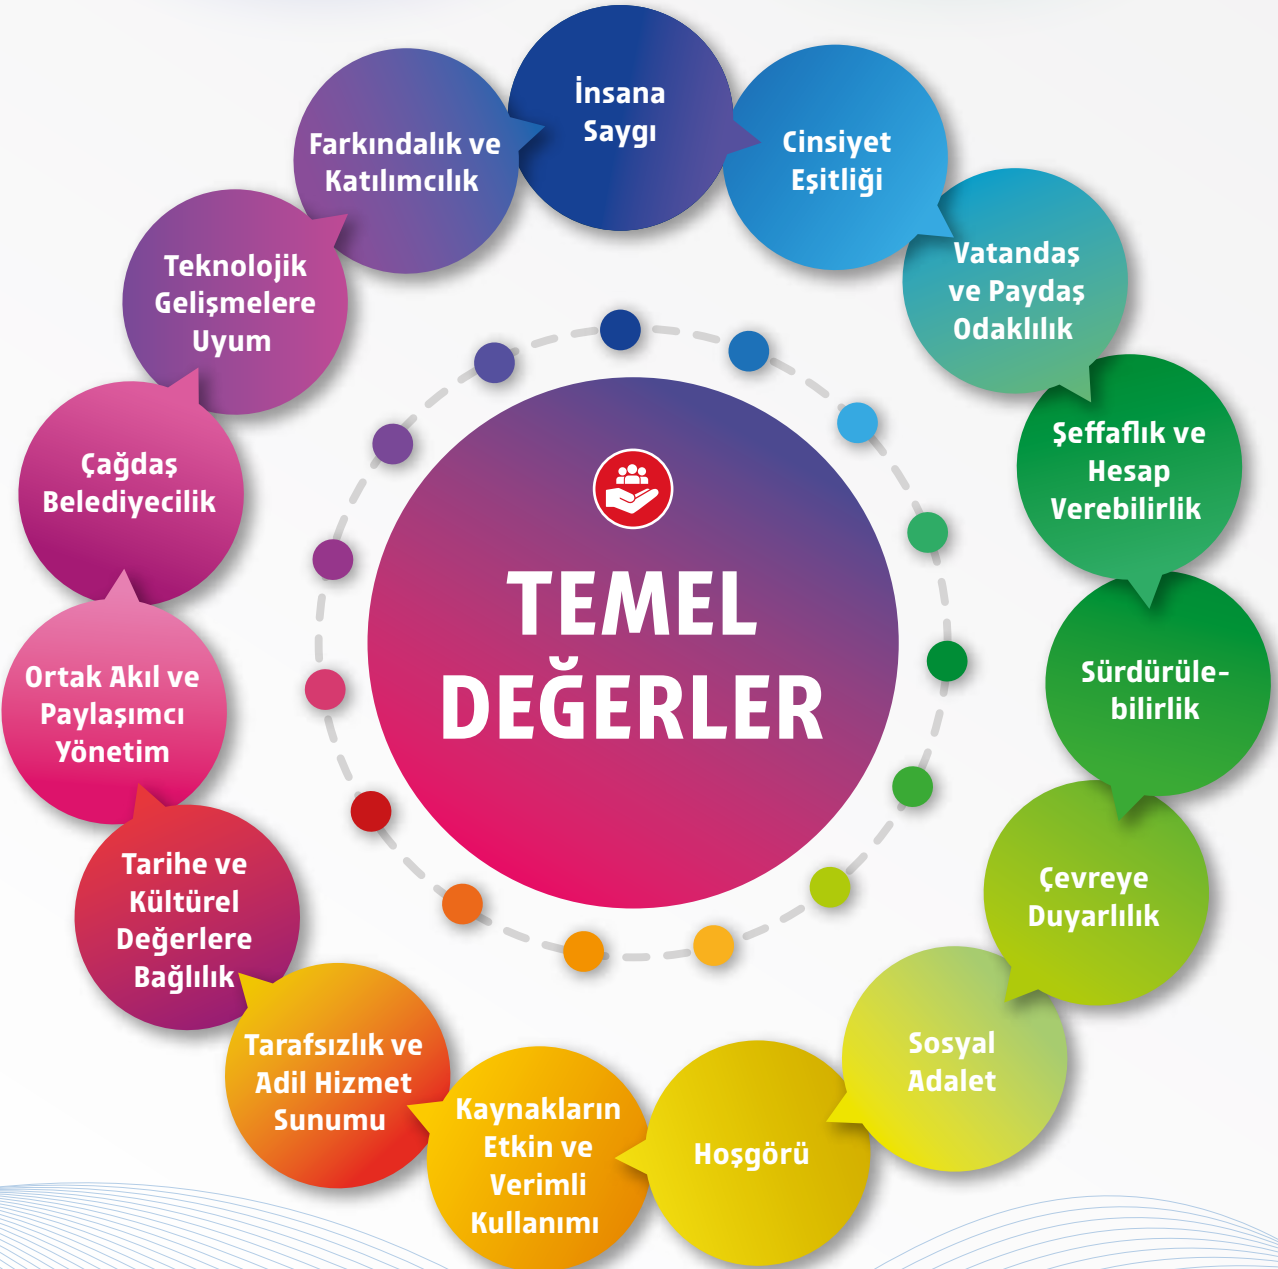 İnsana
Saygı
Cinsiyet
Eşitliği
Vatandaş
ve Paydaş
Odaklılık
Şeffaflık ve
Hesap
Verebilirlik
Sürdürüle-
bilirlik
Çevreye
Duyarlılık
Sosyal
Adalet
Hoşgörü
Kaynakların
Etkin ve
Verimli
Kullanımı
Tarafsızlık ve
Adil Hizmet
Sunumu
Tarihe ve
Kültürel
Değerlere
Bağlılık
Ortak Akıl ve
Paylaşımcı
Yönetim
Çağdaş
Belediyecilik
Teknolojik
Gelişmelere
Uyum
Farkındalık ve
Katılımcılık
TEMEL
DEĞERLER